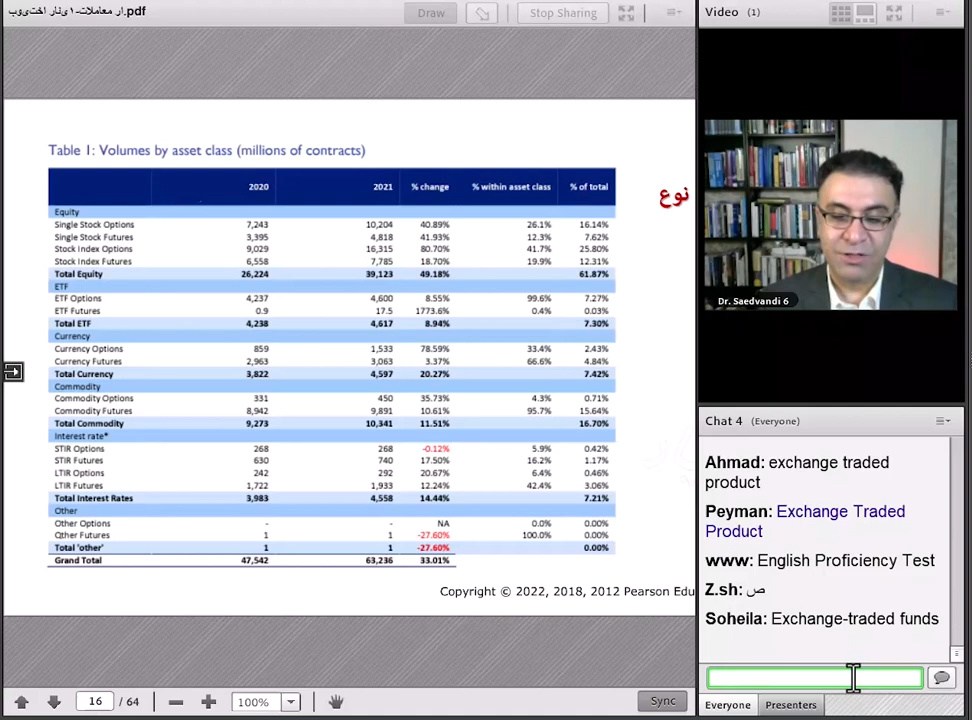 بورس ار معاملات-۱ی رانای اختی.pdf
Draw
Stop Sharing
Table 1: Volumes by asset class (millions of contracts)
2020 2021 % change % within asset class % of total
Equity
Single Stock Options 7,243 10,204 40.89% 26.1% 16.14%
Single Stock Futures 3,395 4,818 41.93% 12.3% 7.62%
Stock Index Options 9,029 16,315 80.70% 41.7% 25.80%
Stock Index Futures 6,558 7,785 18.70% 19.9% 12.31%
Total Equity 26,224 39,123 49.18% 61.87%
ETF
ETF Options 4,237 4,600 8.55% 99.6% 7.27%
ETF Futures 0.9 17.5 1773.6% 0.4% 0.03%
Total ETF 4,238 4,617 8.94% 7.30%
Currency
Currency Options 859 1,533 78.59% 33.4% 2.43%
Currency Futures 2,963 3,063 3.37% 66.6% 4.84%
Total Currency 3,822 4,597 20.27% 7.42%
Commodity
Commodity Options 331 450 35.73% 4.3% 0.71%
Commodity Futures 8,942 9,891 10.61% 95.7% 15.64%
Total Commodity 9,273 10,341 11.51% 16.70%
Interest rate*
STIR Options 268 268 -0.12% 5.9% 0.42%
STIR Futures 630 740 17.50% 16.2% 1.17%
LTIR Options 242 292 20.67% 6.4% 0.46%
LTIR Futures 1,722 1,933 12.24% 42.4% 3.06%
Total Interest Rates 3,983 4,558 14.44% 7.21%
Other
Other Options - - NA 0.0% 0.00%
Other Futures 1 1 -27.60% 100.0% 0.00%
Total 'other' 1 1 -27.60% 0.00%
Grand Total 47,542 63,236 33.01%
نوع
Copyright © 2022, 2018, 2012 Pearson Edu
16 / 64
100%
Sync
Video (1)
Dr. Saedvandi 6
Chat 4 (Everyone)
Ahmad: exchange traded
product
Peyman: Exchange Traded
Product
www: English Proficiency Test
Z.sh: ص
Soheila: Exchange-traded funds
Everyone Presenters